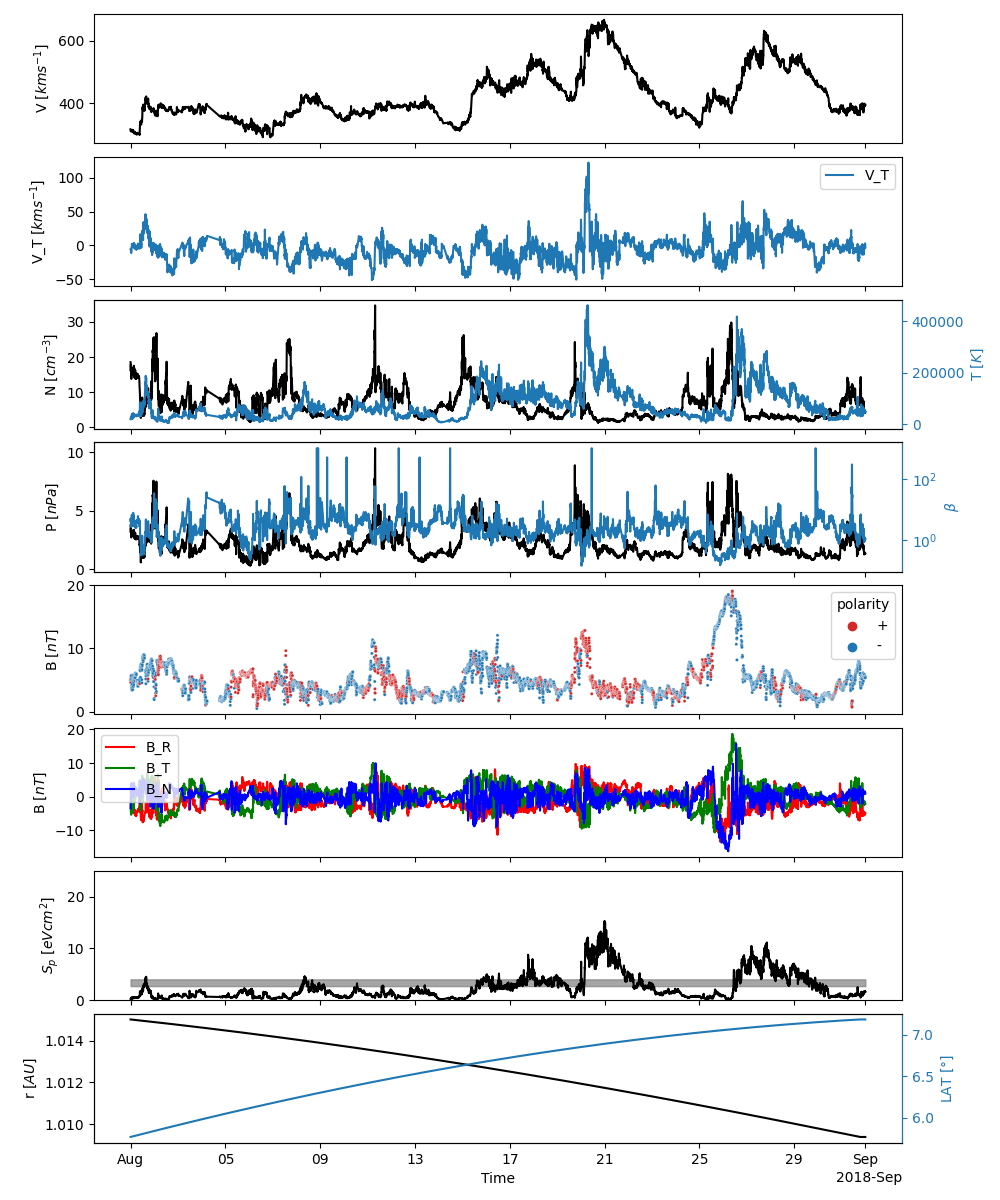 600
400
V [kms⁻¹]
100
50
0
−50
V_T [kms⁻¹]
V_T
30
20
10
0
N [cm⁻³]
400000
200000
0
T [K]
10
5
0
P [nPa]
10²
10⁰
β
20
10
0
B [nT]
polarity
+
-
20
10
0
−10
B [nT]
B_R
B_T
B_N
20
10
0
Sₚ [eVcm²]
1.014
1.012
1.010
r [AU]
7.0
6.5
6.0
LAT [°]
Aug 05 09 13 17 21 25 29 Sep
Time
2018-Sep